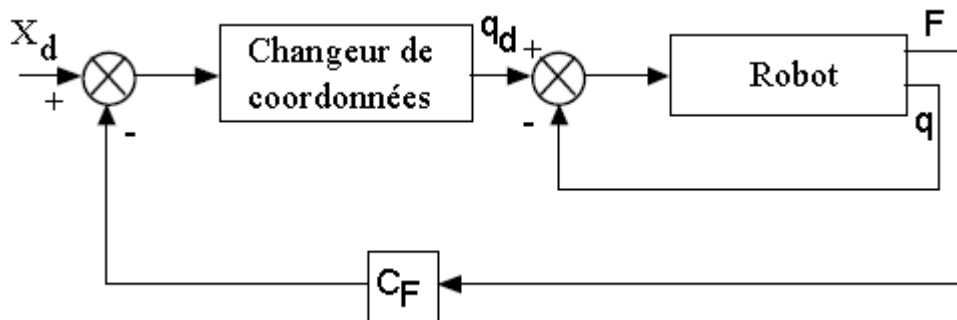 X_d
+
-
Changeur de
coordonnées
q_d
+
-
Robot
F
q
C_F